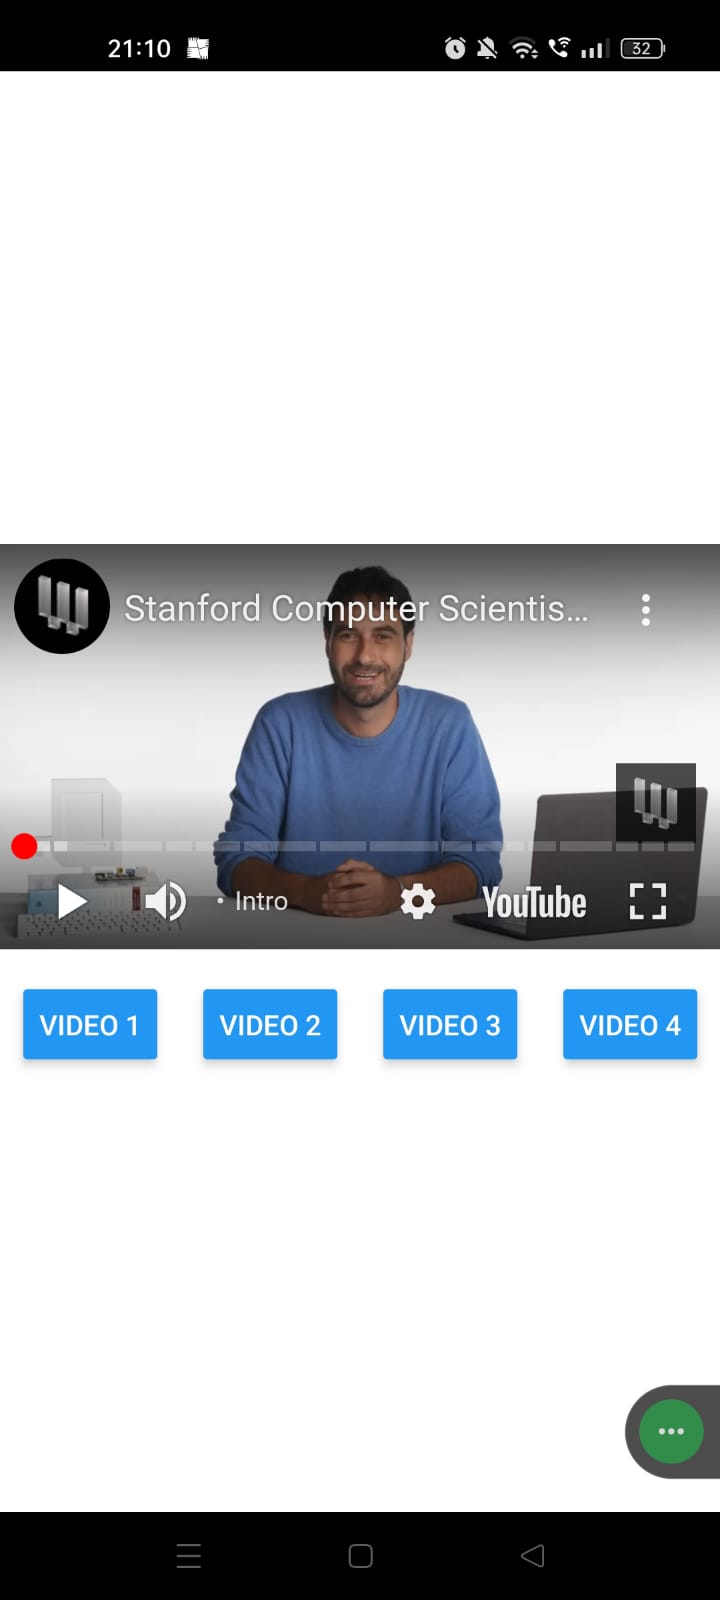 21:10
32
Stanford Computer Scientis...
• Intro
YouTube
VIDEO 1
VIDEO 2
VIDEO 3
VIDEO 4